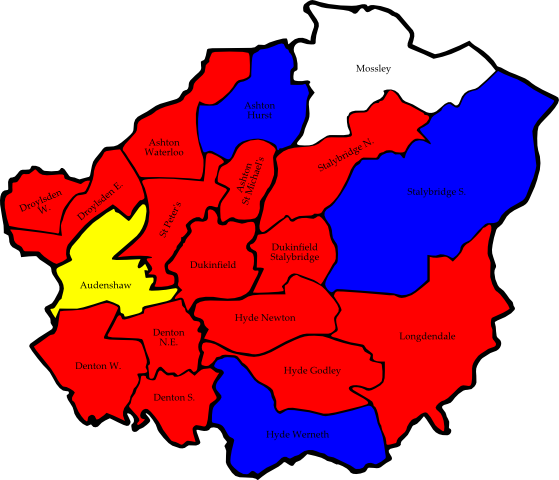 Mossley
Ashton
Hurst
Ashton
Waterloo
Stalybridge N.
Ashton
St Michael's
Droylsden
W.
Droylsden E.
Stalybridge S.
St Peter's
Dukinfield
Dukinfield
Stalybridge
Audenshaw
Hyde Newton
Denton
N.E.
Longdendale
Denton W.
Hyde Godley
Denton S.
Hyde Werneth